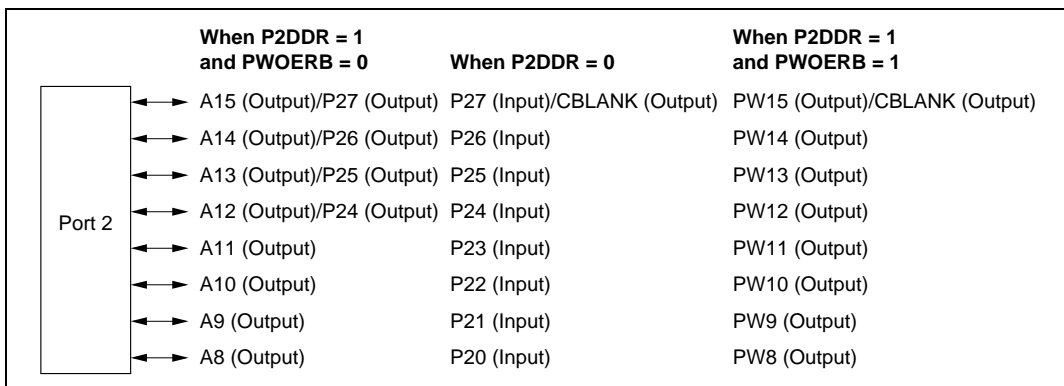 When P2DDR = 1 and PWOERB = 0
When P2DDR = 0
When P2DDR = 1 and PWOERB = 1
Port 2
A15 (Output)/P27 (Output) P27 (Input)/CBLANK (Output) PW15 (Output)/CBLANK (Output)
A14 (Output)/P26 (Output) P26 (Input) PW14 (Output)
A13 (Output)/P25 (Output) P25 (Input) PW13 (Output)
A12 (Output)/P24 (Output) P24 (Input) PW12 (Output)
A11 (Output) P23 (Input) PW11 (Output)
A10 (Output) P22 (Input) PW10 (Output)
A9 (Output) P21 (Input) PW9 (Output)
A8 (Output) P20 (Input) PW8 (Output)